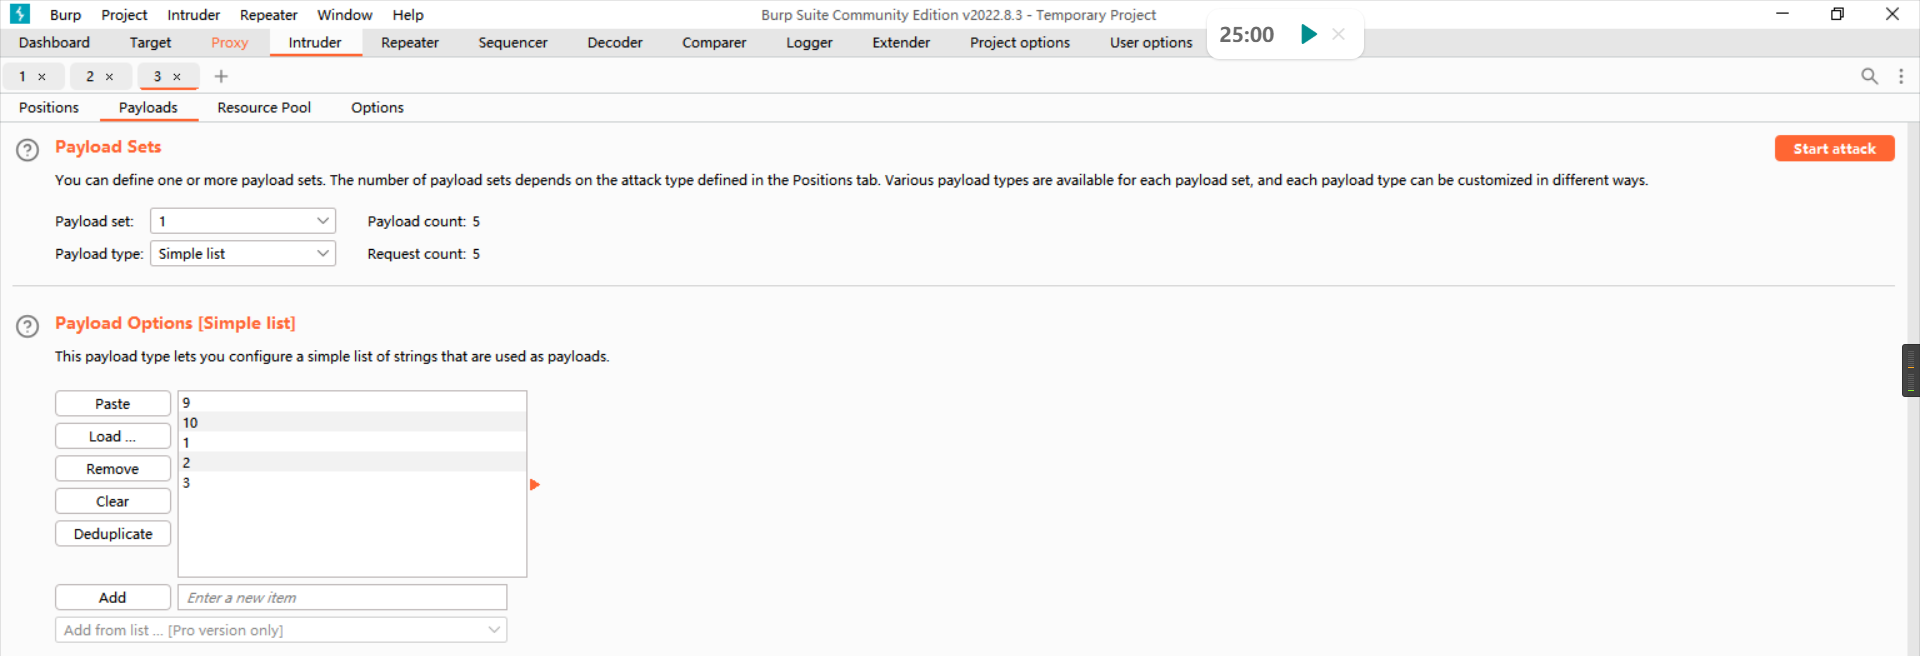 Burp Project Intruder Repeater Window Help Burp Suite Community Edition v2022.8.3 - Temporary Project
Dashboard Target Proxy Intruder Repeater Sequencer Decoder Comparer Logger Extender Project options User options 25:00
1 × 2 × 3 × +
Positions Payloads Resource Pool Options
? Payload Sets Start attack
You can define one or more payload sets. The number of payload sets depends on the attack type defined in the Positions tab. Various payload types are available for each payload set, and each payload type can be customized in different ways.
Payload set: 1 Payload count: 5
Payload type: Simple list Request count: 5
? Payload Options [Simple list]
This payload type lets you configure a simple list of strings that are used as payloads.
Paste 9
10
Load ... 1
Remove 2
3
Clear
Deduplicate
Add Enter a new item
Add from list ... [Pro version only]